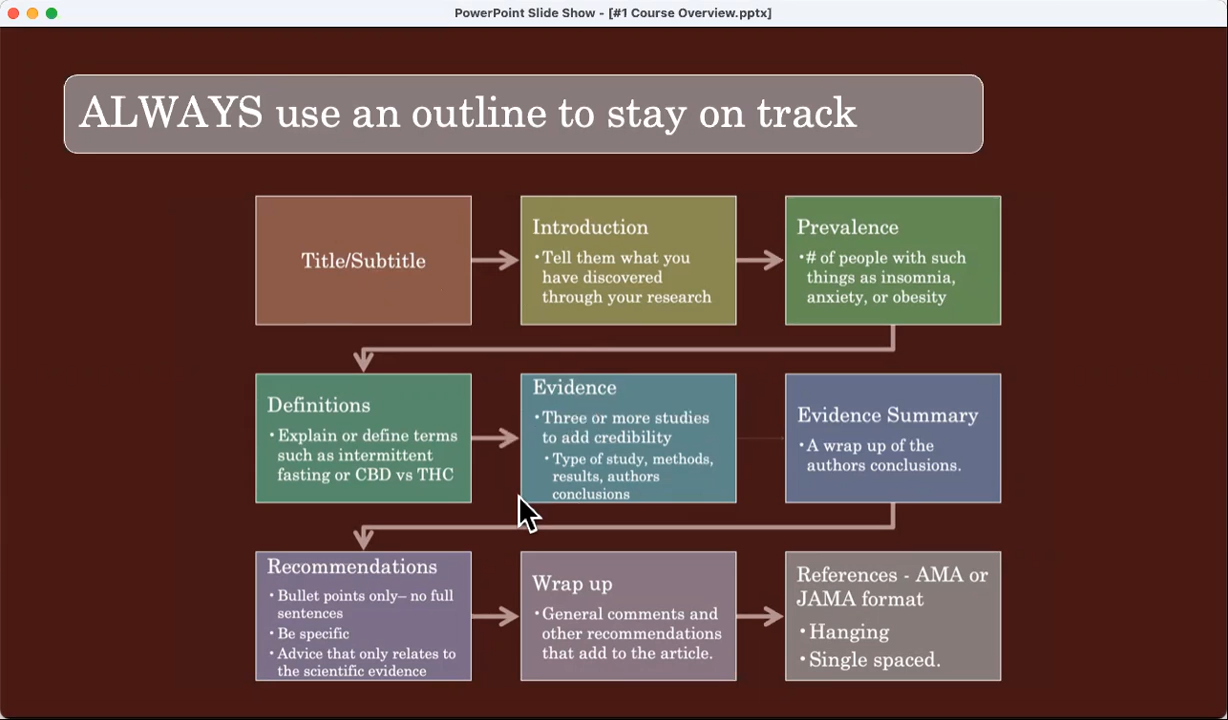 PowerPoint Slide Show - [#1 Course Overview.pptx]
ALWAYS use an outline to stay on track
Title/Subtitle
Introduction
•Tell them what you
have discovered
through your research
Prevalence
•# of people with such
things as insomnia,
anxiety, or obesity
Definitions
•Explain or define terms
such as intermittent
fasting or CBD vs THC
Evidence
•Three or more studies
to add credibility
•Type of study, methods,
results, authors
conclusions
Evidence Summary
•A wrap up of the
authors conclusions.
Recommendations
•Bullet points only– no full
sentences
•Be specific
•Advice that only relates to
the scientific evidence
Wrap up
•General comments and
other recommendations
that add to the article.
References - AMA or
JAMA format
•Hanging
•Single spaced.